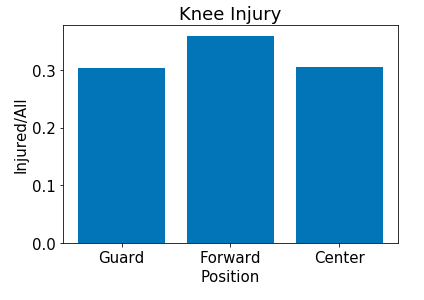 Knee Injury
Injured/All
0.3
0.2
0.1
0.0
Guard Forward Center
Position